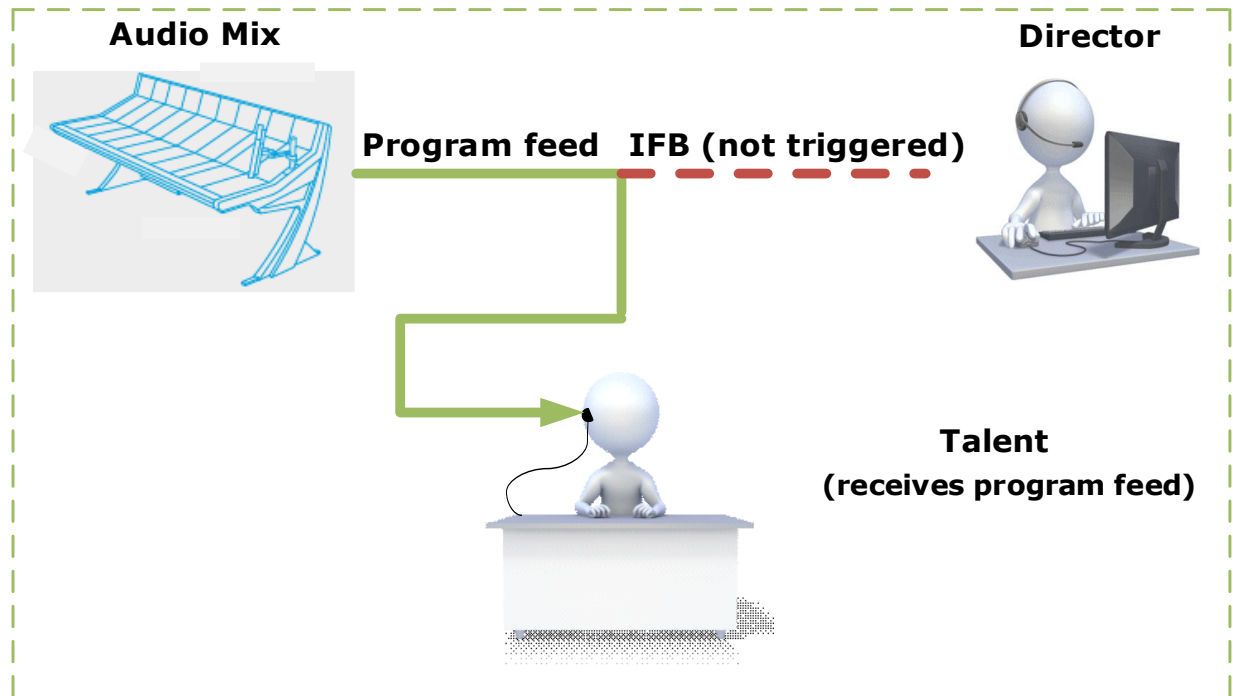 Audio Mix
Director
Program feed IFB (not triggered)
Talent
(receives program feed)